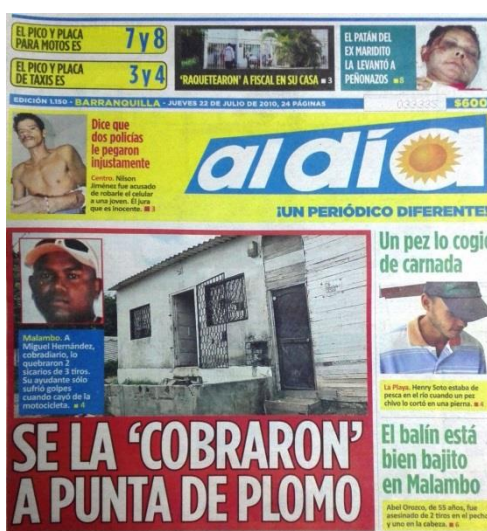 EL PICO Y PLACA
PARA MOTOS ES
7 y 8
EL PICO Y PLACA
DE TAXIS ES
3 y 4
'RAQUETEARON' A FISCAL EN SU CASA ■ 3
EL PATÁN DEL
EX MARIDITO
LA LEVANTÓ A
PEÑONAZOS ■ 8
EDICIÓN 1.150 - BARRANQUILLA - JUEVES 22 DE JULIO DE 2010, 24 PÁGINAS
033335
$600
Dice que
dos policías
le pegaron
injustamente
Centro. Nilson
Jiménez fue acusado
de robarle el celular
a una joven. Él jura
que es inocente. ■ 3
al día
¡UN PERIÓDICO DIFERENTE!
Malambo. A
Miguel Hernández,
cobradiario, lo
quebraron 2
sicarios de 3 tiros.
Su ayudante sólo
sufrió golpes
cuando cayó de la
motocicleta. ■ 4
SE LA 'COBRARON'
A PUNTA DE PLOMO
Un pez lo cogió
de carnada
La Playa. Henry Soto estaba de
pesca en el río cuando un pez
chivo lo cortó en una pierna. ■ 4
El balín está
bien bajito
en Malambo
Abel Orozco, de 55 años, fue
asesinado de 2 tiros en el pecho
y uno en la cabeza. ■ 6